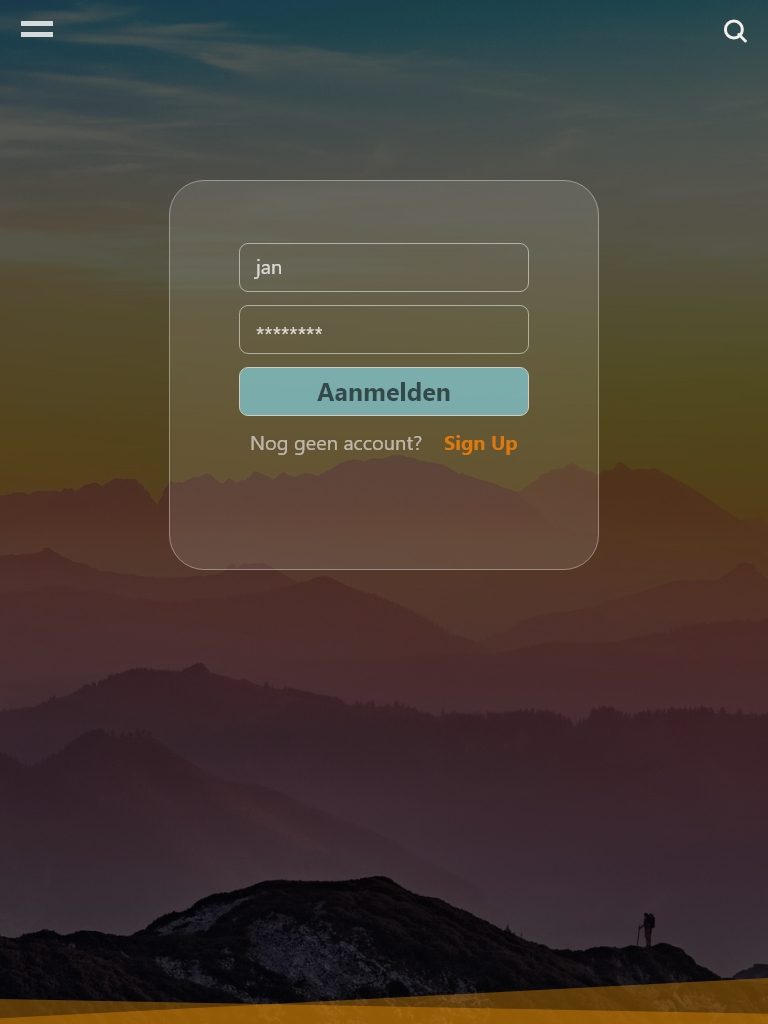 jan
********
Aanmelden
Nog geen account? Sign Up